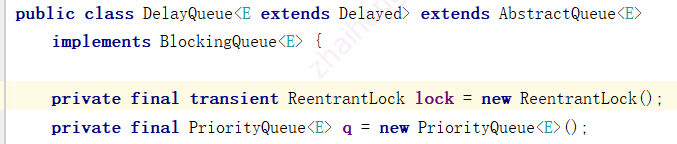 public class DelayQueue<E extends Delayed> extends AbstractQueue<E>
implements BlockingQueue<E> {
private final transient ReentrantLock lock = new ReentrantLock();
private final PriorityQueue<E> q = new PriorityQueue<E>();